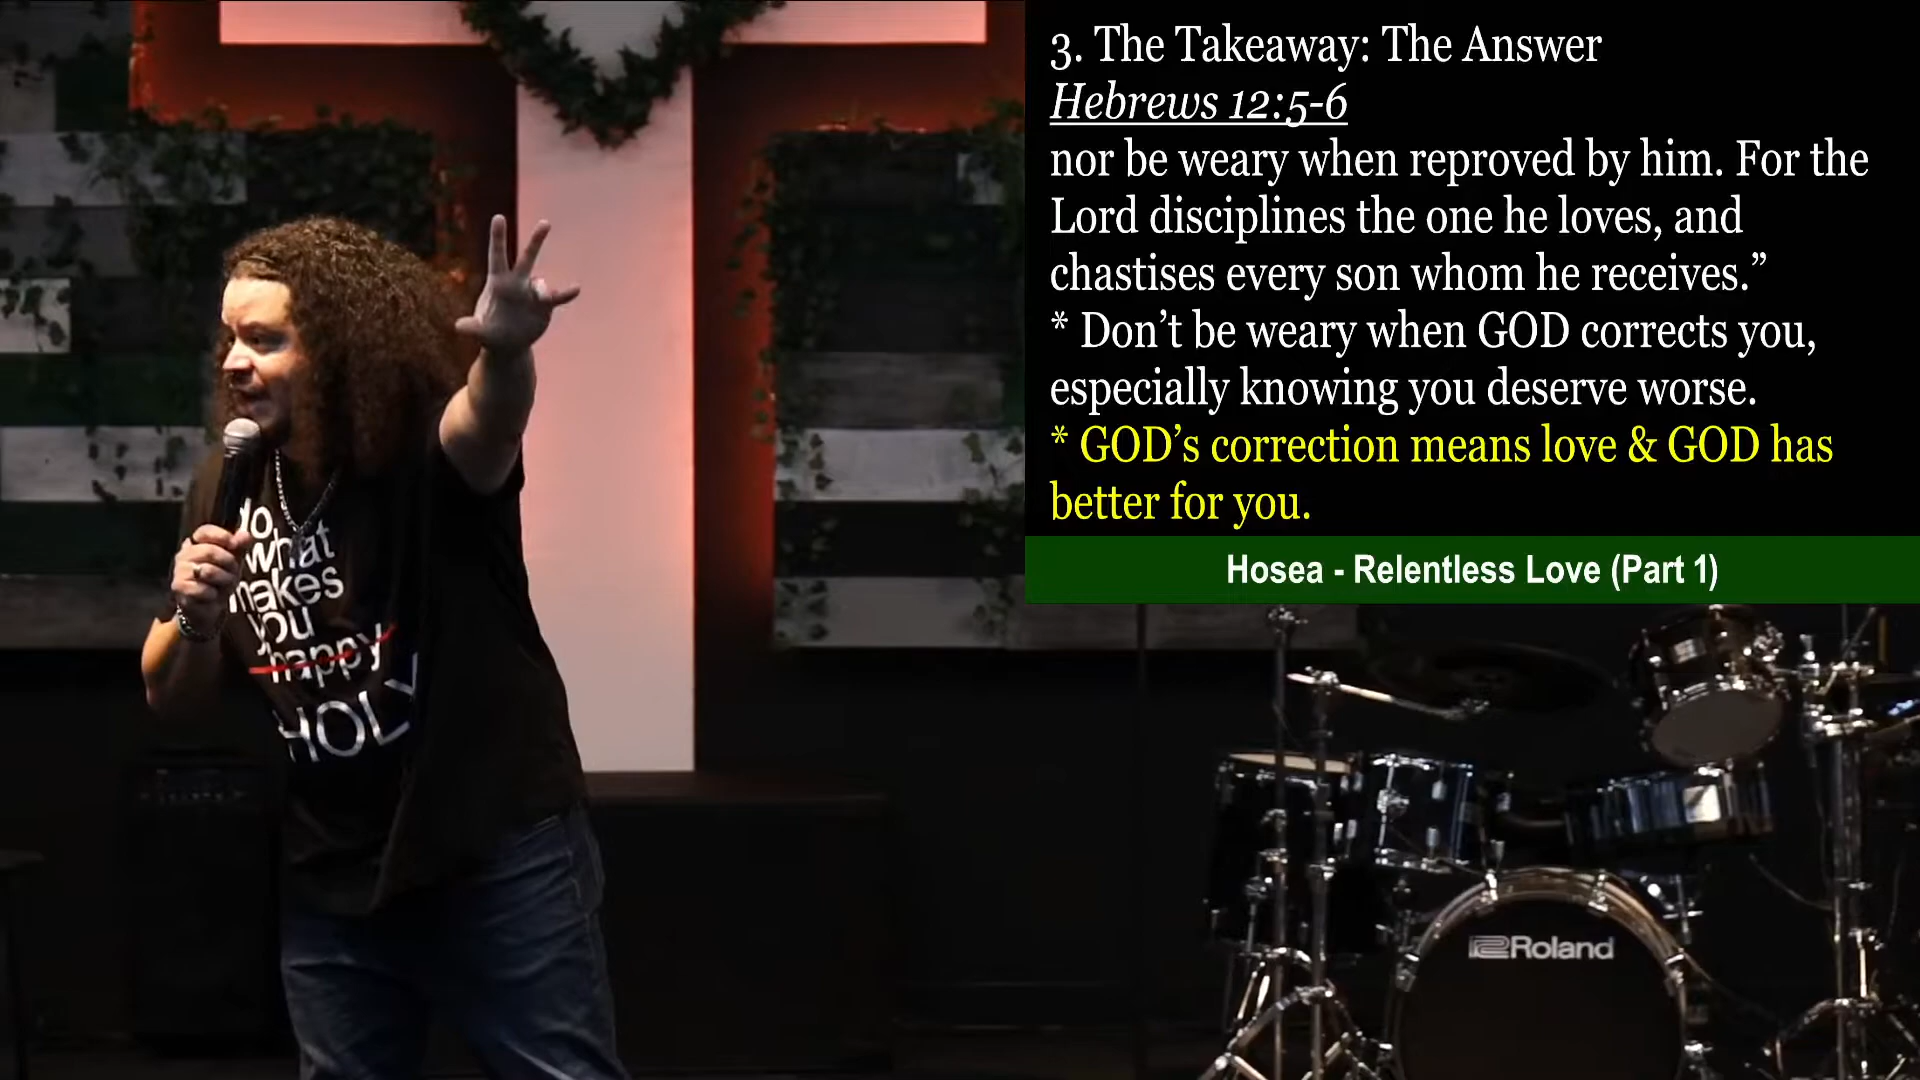 3. The Takeaway: The Answer
Hebrews 12:5-6
nor be weary when reproved by him. For the
Lord disciplines the one he loves, and
chastises every son whom he receives.”
* Don’t be weary when GOD corrects you,
especially knowing you deserve worse.
* GOD’s correction means love & GOD has
better for you.
Hosea - Relentless Love (Part 1)
do
what
makes
you
happy
HOLY
Roland